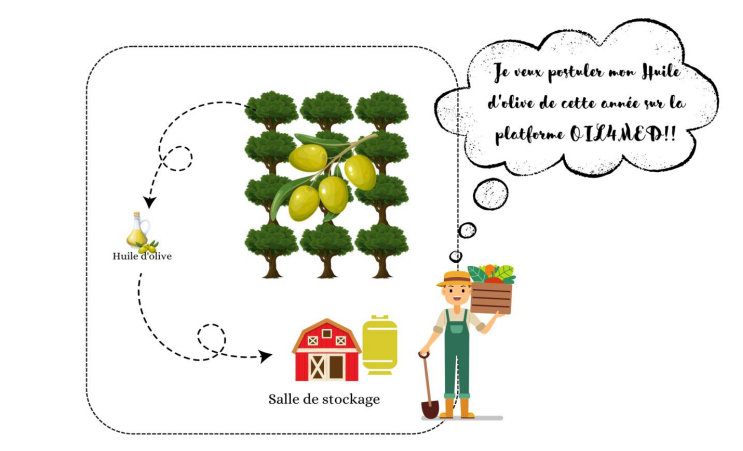 Je veux postuler mon Huile
d'olive de cette année sur la
platforme OIL4MED!!
Huile d'olive
Salle de stockage